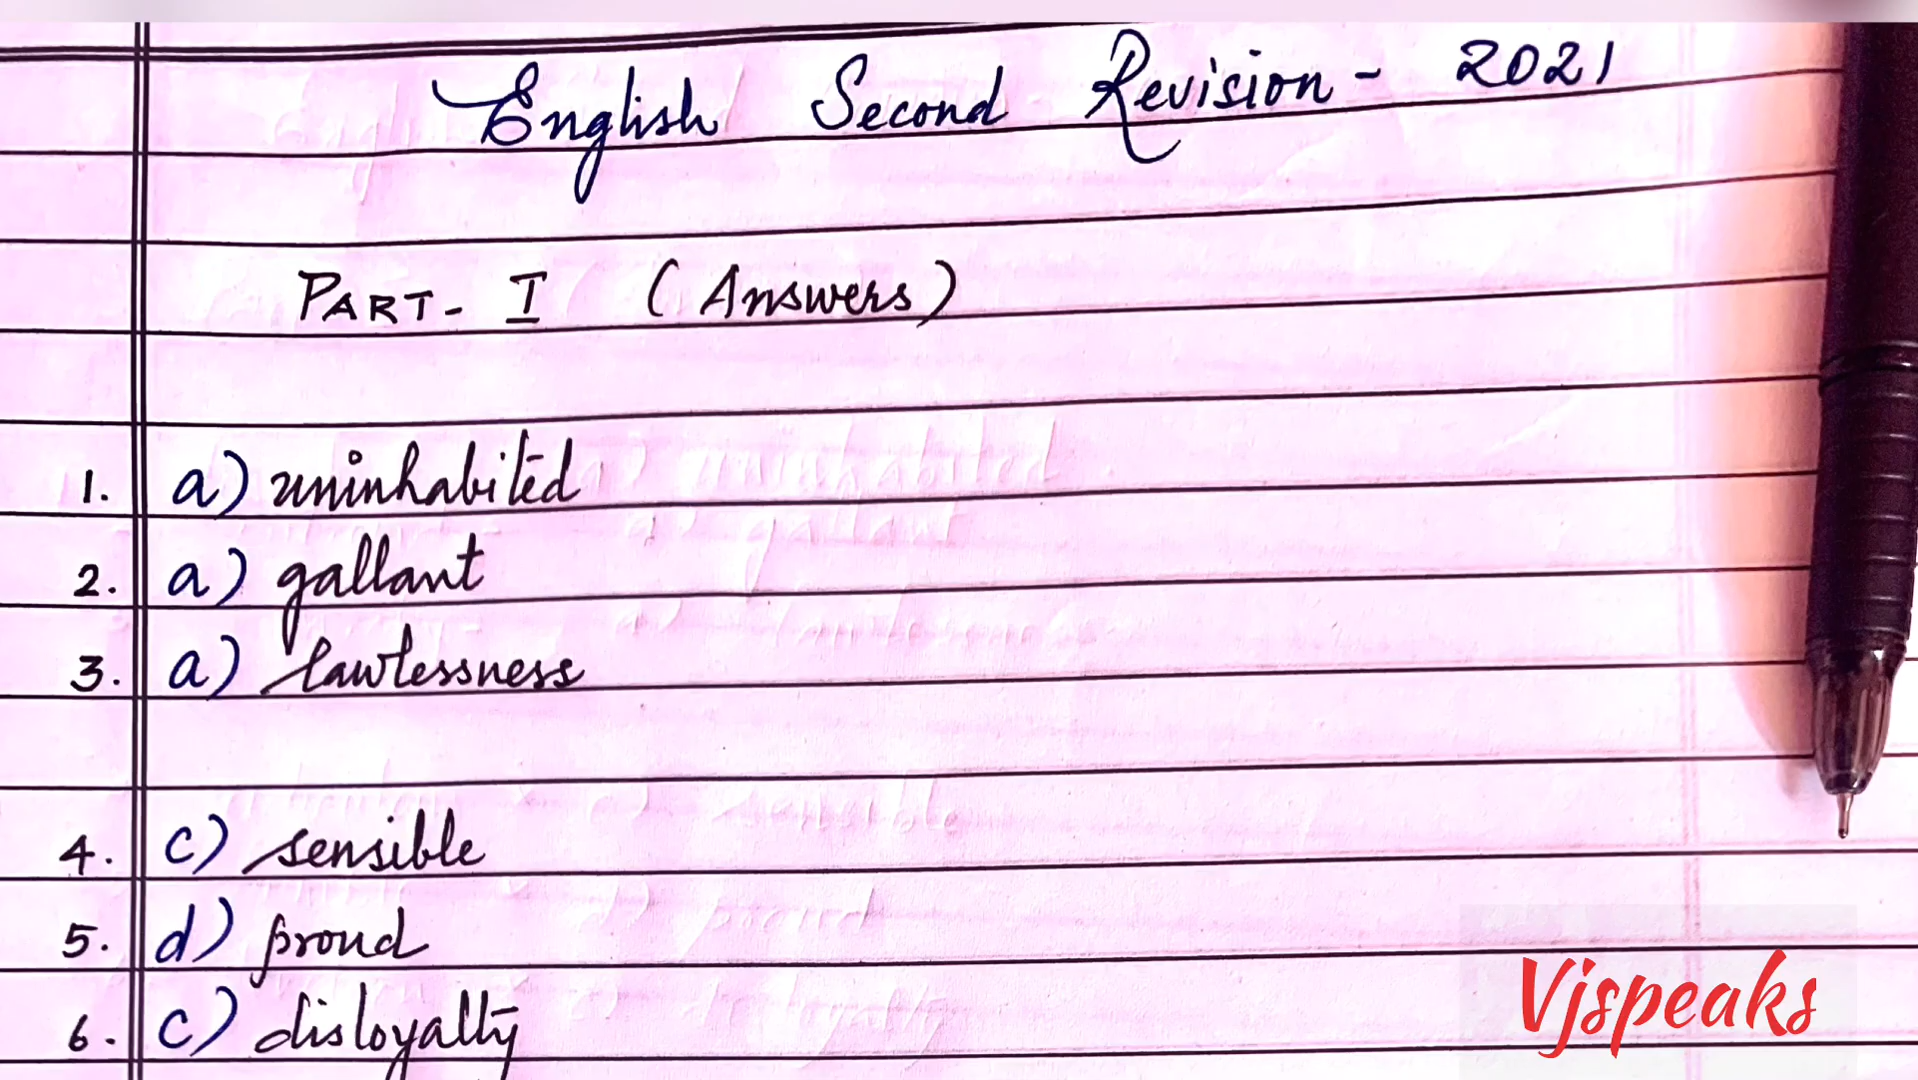 English Second Revision - 2021
PART - I (Answers)
1. a) uninhabited
2. a) gallant
3. a) lawlessness
4. c) sensible
5. d) proud
6. c) disloyalty
Vjspeaks